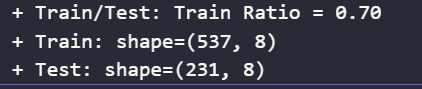 + Train/Test: Train Ratio = 0.70
+ Train: shape=(537, 8)
+ Test: shape=(231, 8)